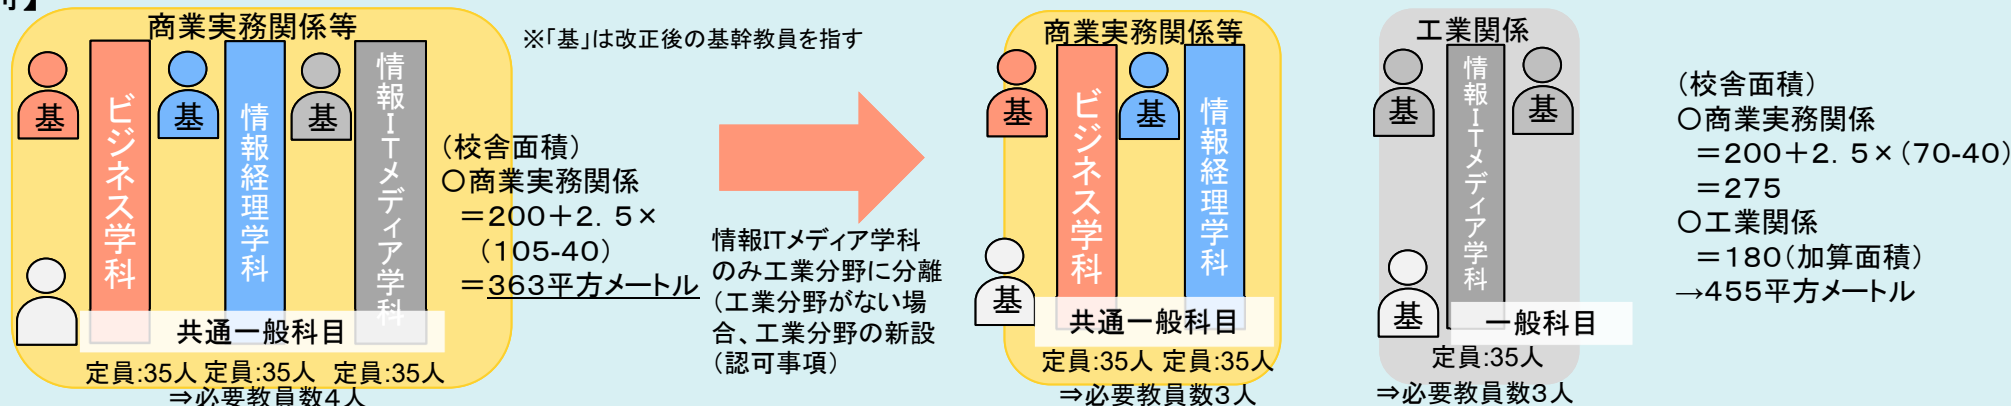 可】
商業実務関係等
※「基」は改正後の基幹教員を指す
基
ビジネス学科
基
情報経理学科
基
情報ITメディア学科
共通一般科目
定員:35人 定員:35人 定員:35人
⇒必要教員数4人
(校舎面積)
○商業実務関係
=200+2. 5×
(105-40)
=363平方メートル
情報ITメディア学科
のみ工業分野に分離
(工業分野がない場
合、工業分野の新設
(認可事項)
商業実務関係等
基
ビジネス学科
基
情報経理学科
基
共通一般科目
定員:35人 定員:35人
⇒必要教員数3人
工業関係
基
情報ITメディア学科
基
基
一般科目
定員:35人
⇒必要教員数3人
(校舎面積)
○商業実務関係
=200+2. 5×(70-40)
=275
○工業関係
=180(加算面積)
→455平方メートル